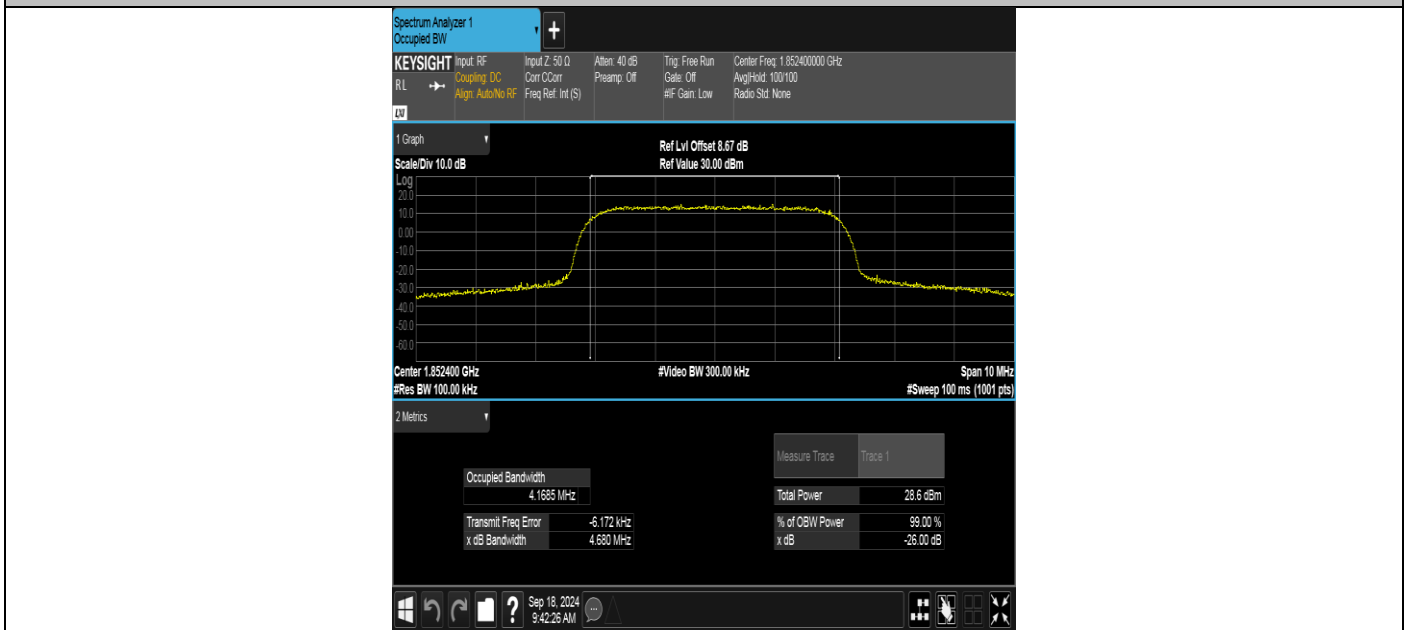 Spectrum Analyzer 1
Occupied BW
+
KEYSIGHT
RL
LXI
Input: RF
Coupling: DC
Align: Auto/No RF
Input Z: 50 Ω
Corr CCorr
Freq Ref: Int (S)
Atten: 40 dB
Preamp: Off
Trig: Free Run
Gate: Off
#IF Gain: Low
Center Freq: 1.852400000 GHz
Avg|Hold: 100/100
Radio Std: None
1 Graph
Scale/Div 10.0 dB
Ref Lvl Offset 8.67 dB
Ref Value 30.00 dBm
Log
20.0
10.0
0.00
-10.0
-20.0
-30.0
-40.0
-50.0
-60.0
Center 1.852400 GHz
#Video BW 300.00 kHz
Span 10 MHz
#Res BW 100.00 kHz
#Sweep 100 ms (1001 pts)
2 Metrics
Measure Trace Trace 1
Occupied Bandwidth
4.1685 MHz
Total Power 28.6 dBm
Transmit Freq Error -6.172 kHz
% of OBW Power 99.00 %
x dB Bandwidth 4.680 MHz
x dB -26.00 dB
?
Sep 18, 2024
9:42:26 AM